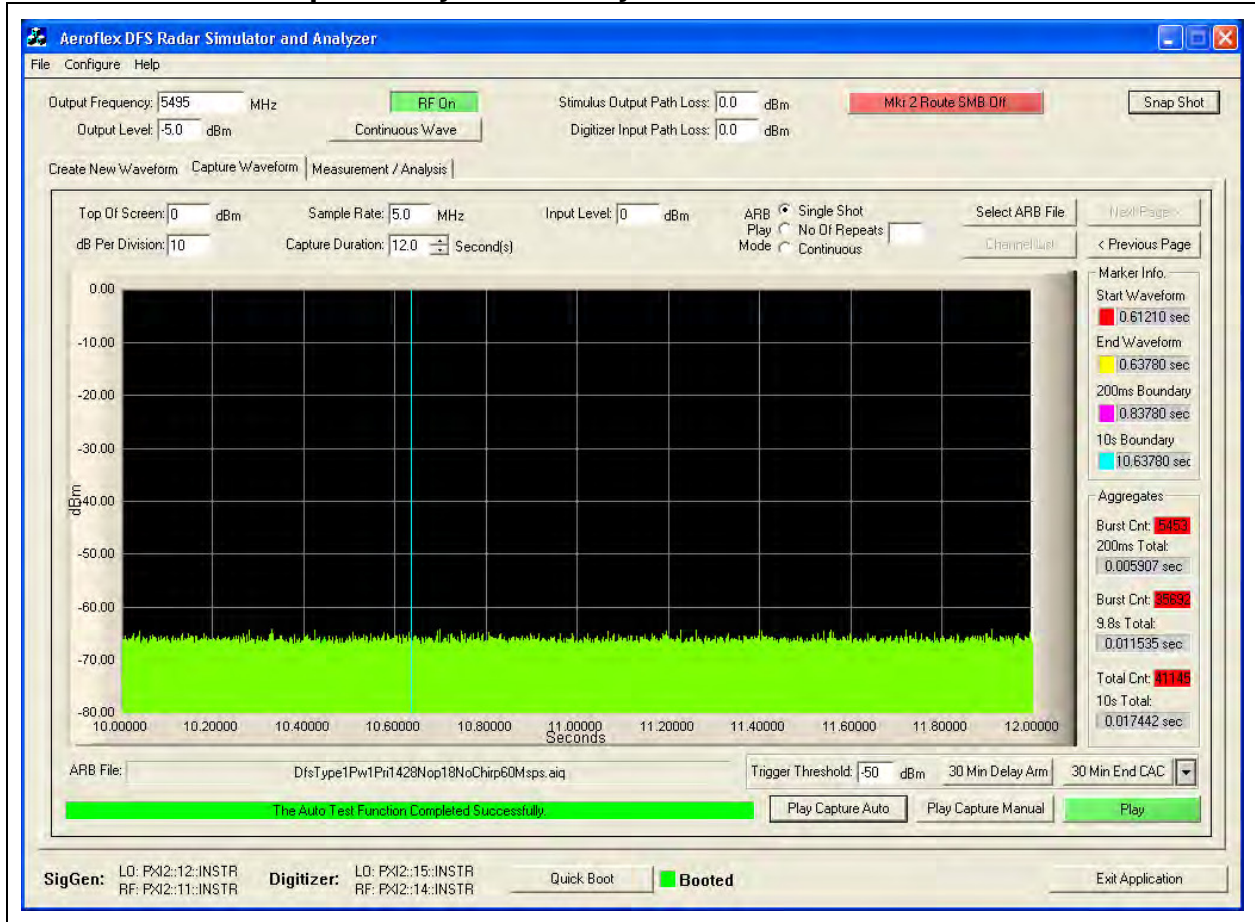 Aeroflex DFS Radar Simulator and Analyzer
File Configure Help
Output Frequency: 5495 MHz RF On Stimulus Output Path Loss: 0.0 dBm Mkr 2 Route SMB Off Snap Shot
Output Level: -5.0 dBm Continuous Wave Digitizer Input Path Loss: 0.0 dBm
Create New Waveform Capture Waveform Measurement / Analysis
Top Of Screen: 0 dBm Sample Rate: 5.0 MHz Input Level: 0 dBm ARB Play Mode Single Shot Select ARB File Next Page >
No Of Repeats
dB Per Division: 10 Capture Duration: 12.0 Second(s) Continuous Channel List < Previous Page
Marker Info.
Start Waveform
0.61210 sec
End Waveform
0.63780 sec
200ms Boundary
0.83780 sec
10s Boundary
10.63780 sec
Aggregates
Burst Cnt: 5453
200ms Total:
0.005907 sec
Burst Cnt: 35692
9.8s Total:
0.011535 sec
Total Cnt: 41145
10s Total:
0.017442 sec
0.00
-10.00
-20.00
-30.00
dBm
-40.00
-50.00
-60.00
-70.00
-80.00
10.00000 10.20000 10.40000 10.60000 10.80000 11.00000 11.20000 11.40000 11.60000 11.80000 12.00000
Seconds
ARB File: DfsType1Pw1Pri1428Nop18NoChirp60Msps.aiq Trigger Threshold: -50 dBm 30 Min Delay Arm 30 Min End CAC
The Auto Test Function Completed Successfully. Play Capture Auto Play Capture Manual Play
SigGen: LO: PXI2::12::INSTR Digitizer: LO: PXI2::15::INSTR Quick Boot Booted Exit Application
RF: PXI2::11::INSTR RF: PXI2::14::INSTR